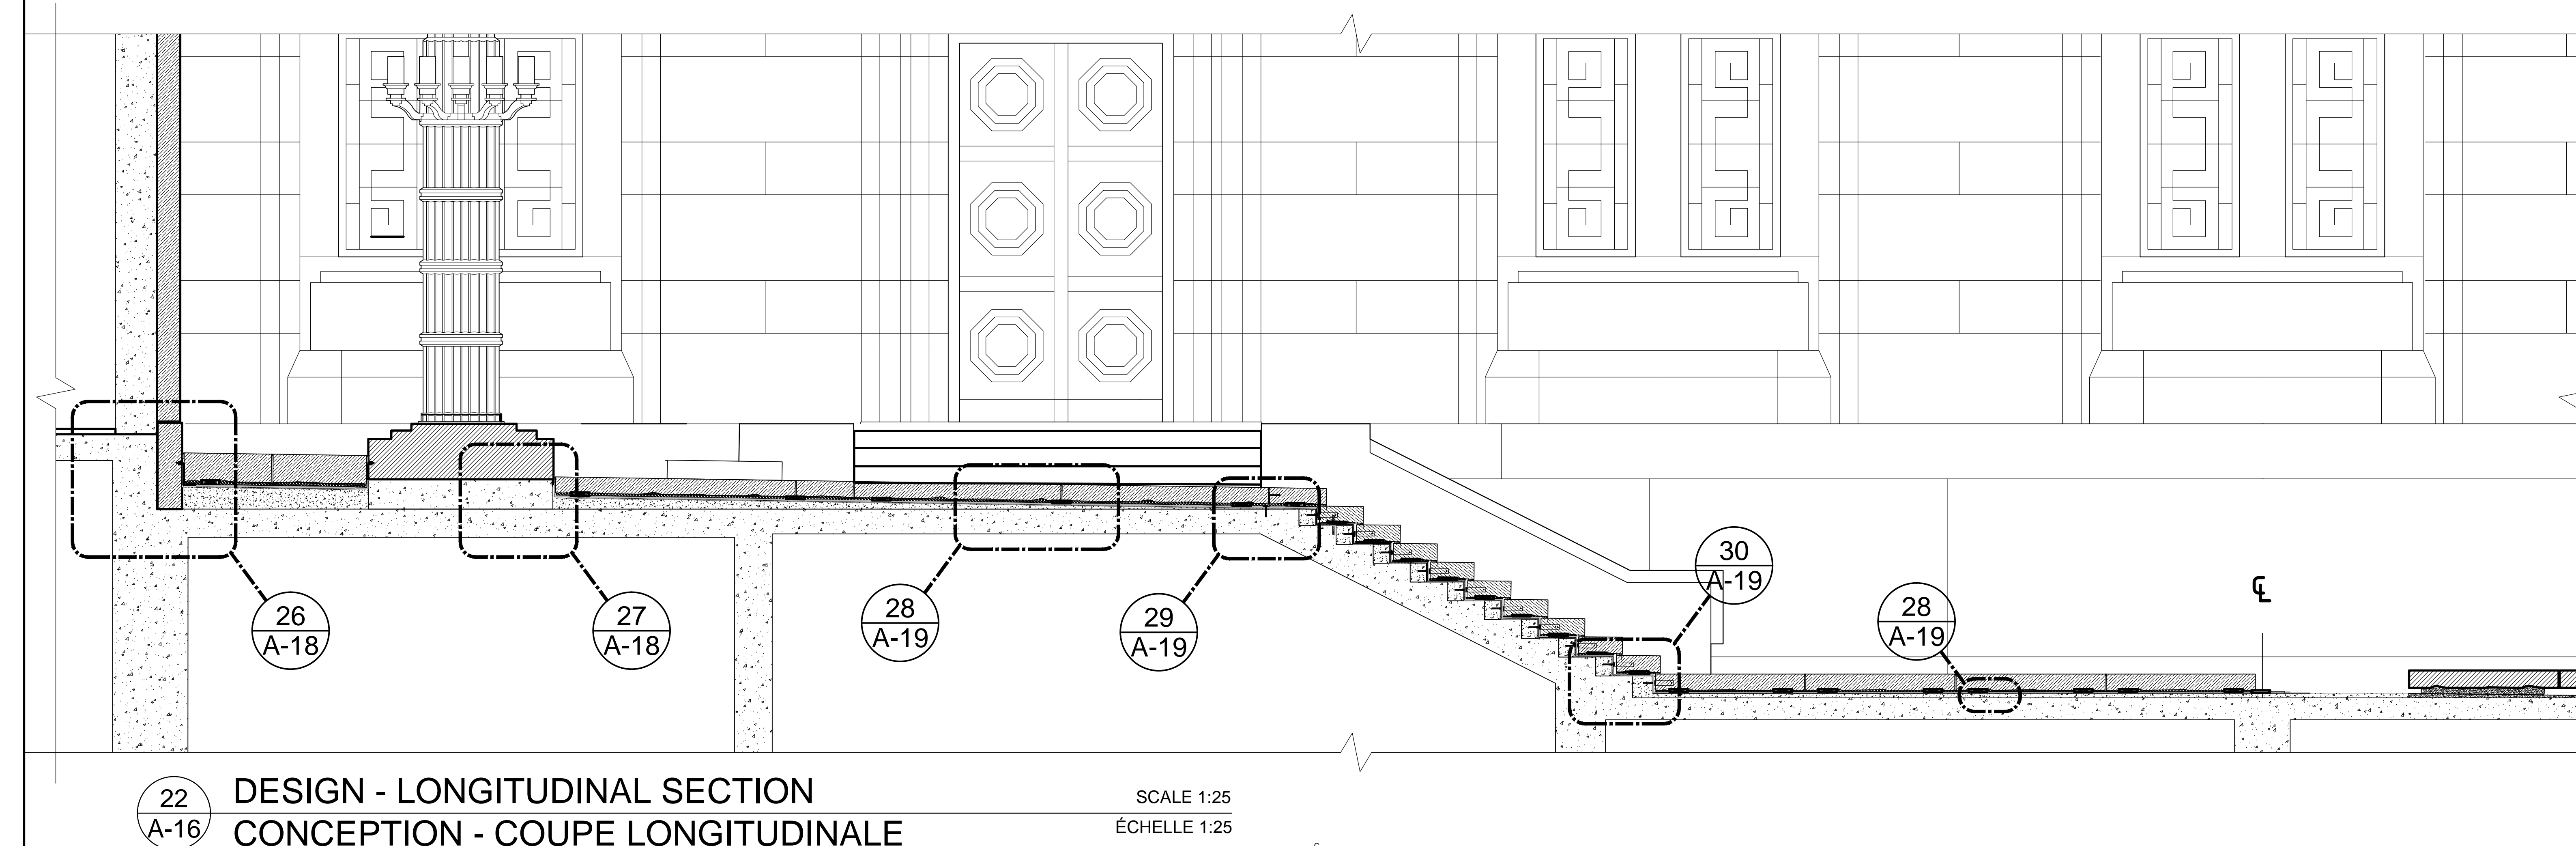 30
A-19
26
A-18
27
A-18
28
A-19
29
A-19
28
A-19
℄
22
A-16
DESIGN - LONGITUDINAL SECTION
SCALE 1:25
CONCEPTION - COUPE LONGITUDINALE
ÉCHELLE 1:25